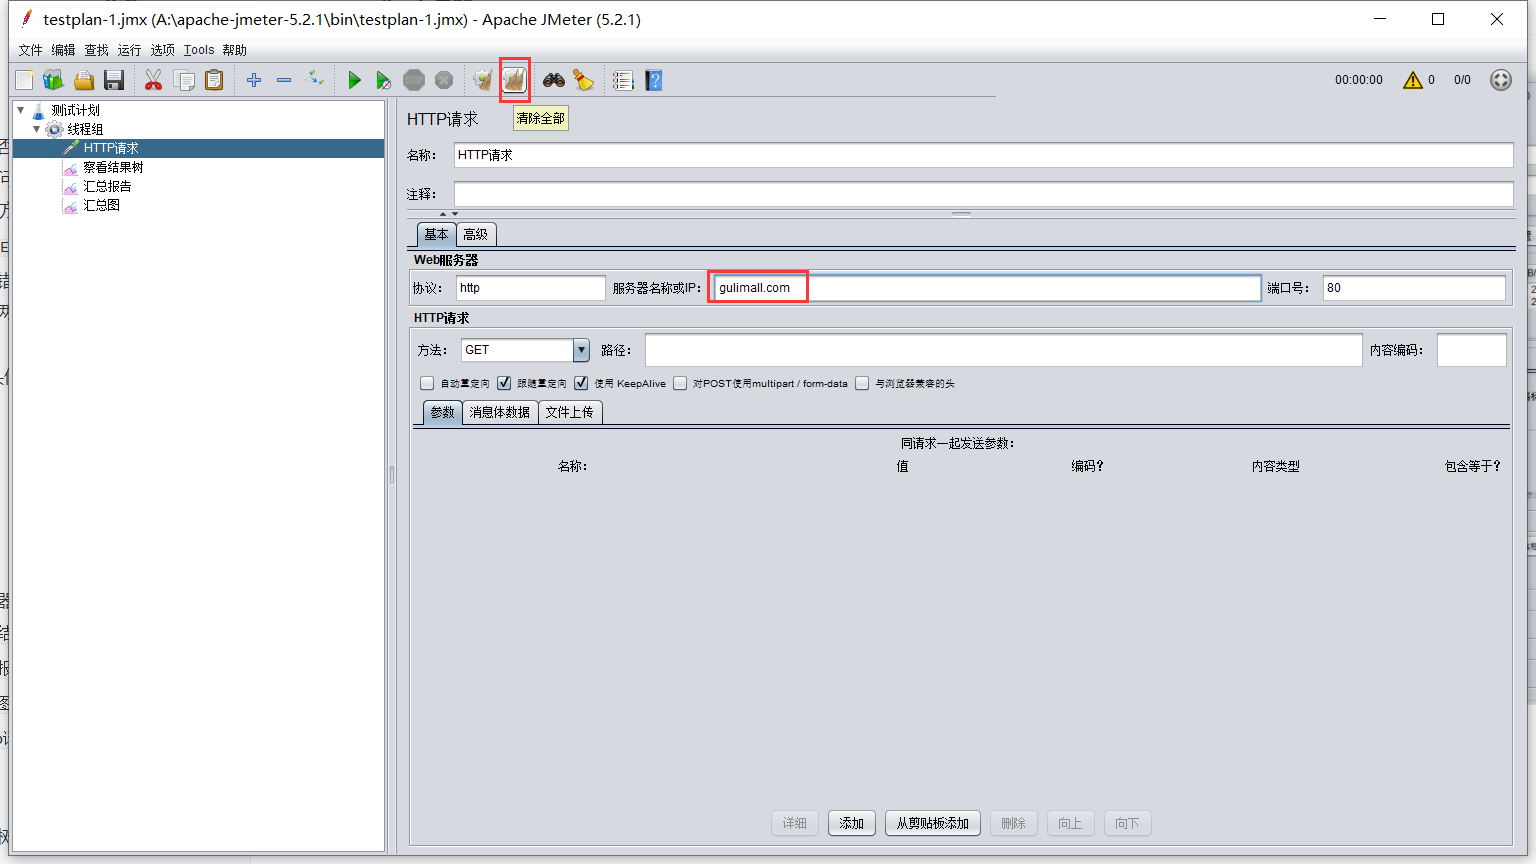 testplan-1.jmx (A:\apache-jmeter-5.2.1\bin\testplan-1.jmx) - Apache JMeter (5.2.1)
文件 编辑 查找 运行 选项 Tools 帮助
STOP
00:00:00 0 0/0
清除全部
测试计划
线程组
HTTP请求
察看结果树
汇总报告
汇总图
HTTP请求
名称: HTTP请求
注释:
基本 高级
Web服务器
协议: http 服务器名称或IP: gulimall.com 端口号: 80
HTTP请求
方法: GET 路径: 内容编码:
自动重定向 跟随重定向 使用 KeepAlive 对POST使用multipart / form-data 与浏览器兼容的头
参数 消息体数据 文件上传
同请求一起发送参数:
名称: 值 编码? 内容类型 包含等于?
详细 添加 从剪贴板添加 删除 向上 向下